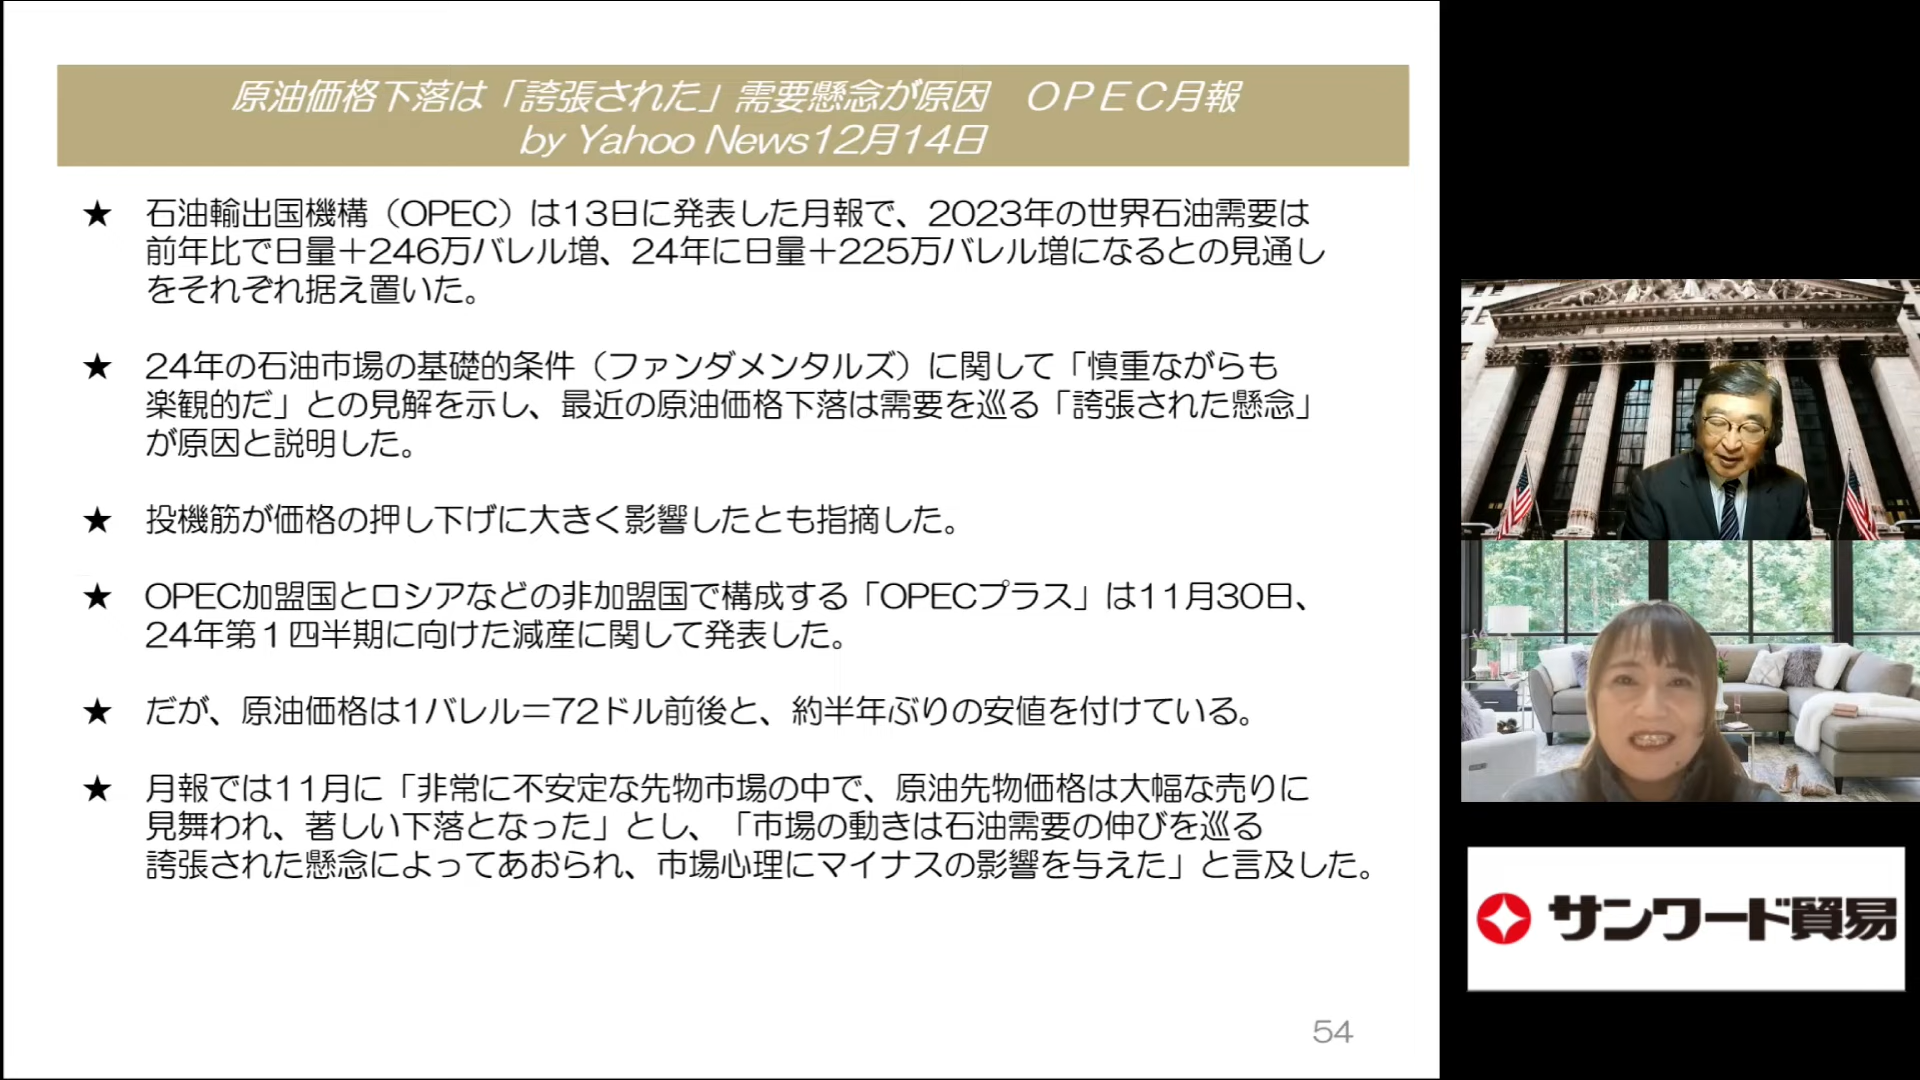 原油価格下落は「誇張された」需要懸念が原因　ＯＰＥＣ月報
by Yahoo News12月14日
★ 石油輸出国機構（OPEC）は13日に発表した月報で、2023年の世界石油需要は
前年比で日量＋246万バレル増、24年に日量＋225万バレル増になるとの見通し
をそれぞれ据え置いた。
★ 24年の石油市場の基礎的条件（ファンダメンタルズ）に関して「慎重ながらも
楽観的だ」との見解を示し、最近の原油価格下落は需要を巡る「誇張された懸念」
が原因と説明した。
★ 投機筋が価格の押し下げに大きく影響したとも指摘した。
★ OPEC加盟国とロシアなどの非加盟国で構成する「OPECプラス」は11月30日、
24年第１四半期に向けた減産に関して発表した。
★ だが、原油価格は1バレル＝72ドル前後と、約半年ぶりの安値を付けている。
★ 月報では11月に「非常に不安定な先物市場の中で、原油先物価格は大幅な売りに
見舞われ、著しい下落となった」とし、「市場の動きは石油需要の伸びを巡る
誇張された懸念によってあおられ、市場心理にマイナスの影響を与えた」と言及した。
サンワード貿易
54